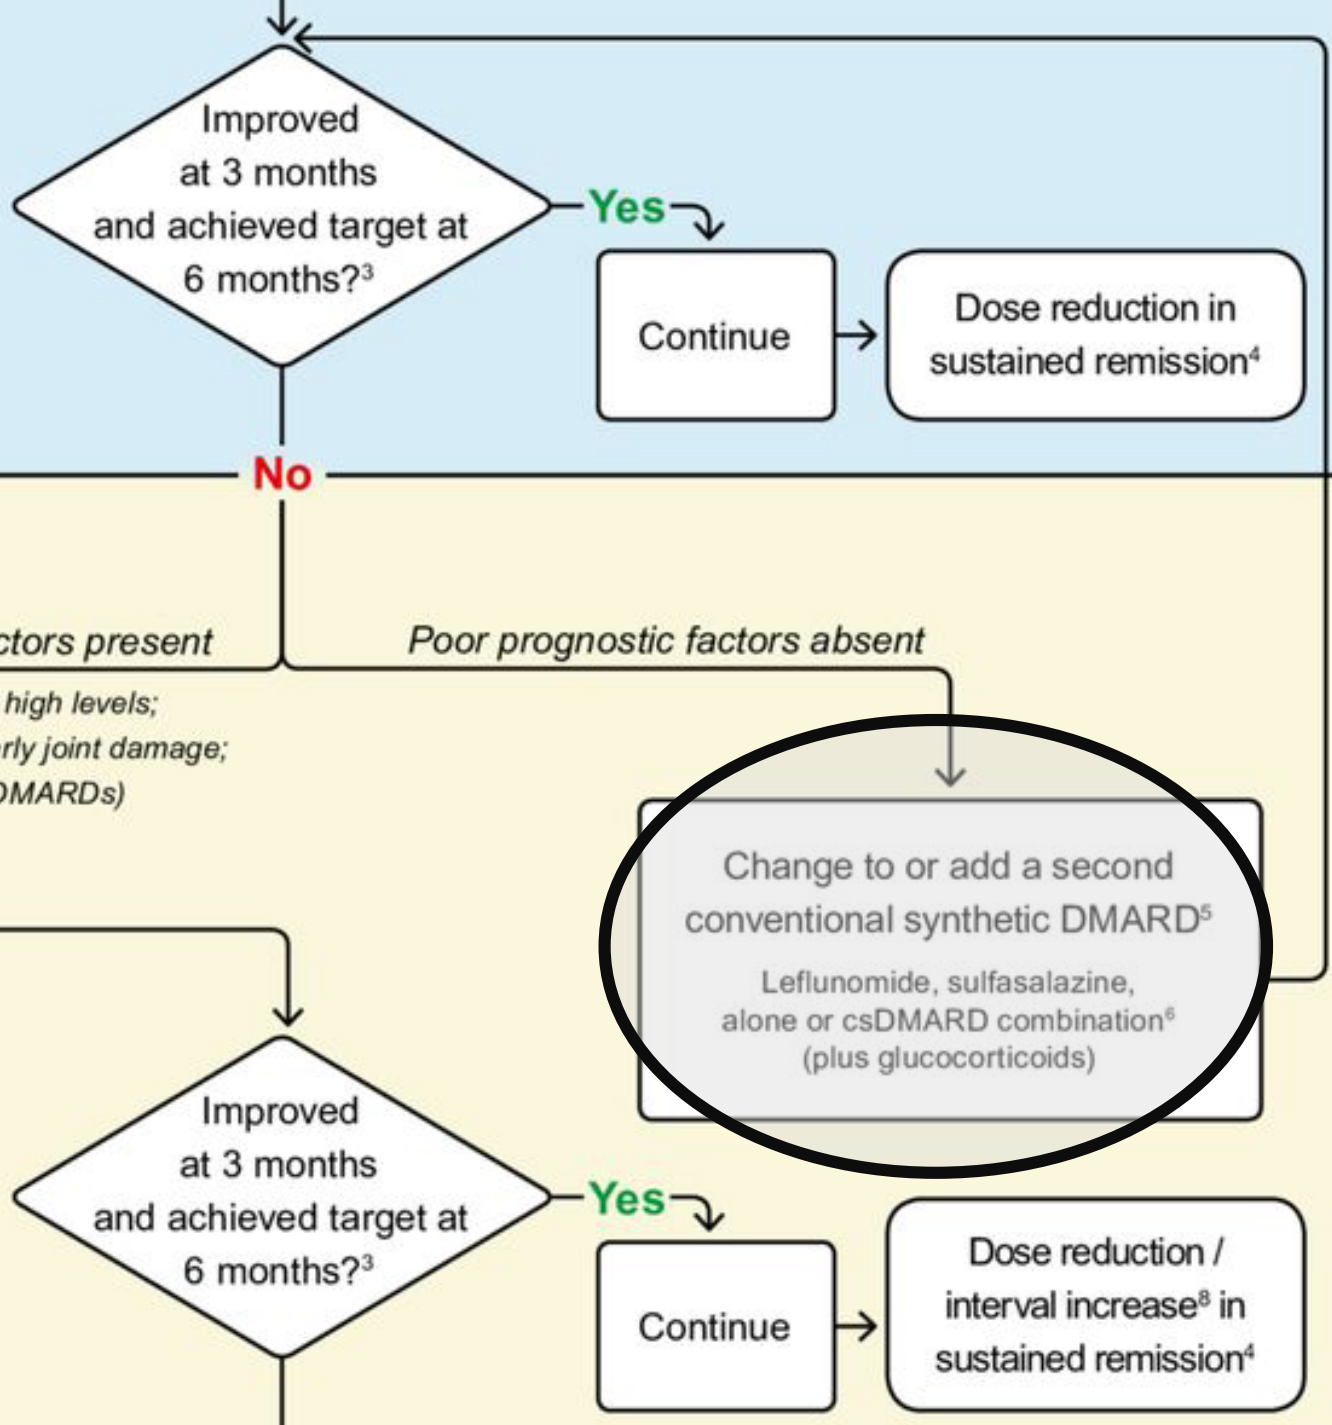 Improved
at 3 months
and achieved target at
6 months?³
Yes
Continue
Dose reduction in
sustained remission⁴
No
ctors present
Poor prognostic factors absent
high levels;
rly joint damage;
DMARDs)
Change to or add a second
conventional synthetic DMARD⁵
Leflunomide, sulfasalazine,
alone or csDMARD combination⁶
(plus glucocorticoids)
Improved
at 3 months
and achieved target at
6 months?³
Yes
Continue
Dose reduction /
interval increase⁸ in
sustained remission⁴